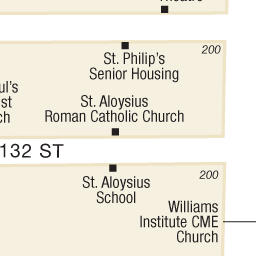 200
St. Philip's
Senior Housing
St. Aloysius
Roman Catholic Church
132 ST
200
St. Aloysius
School
Williams
Institute CME
Church